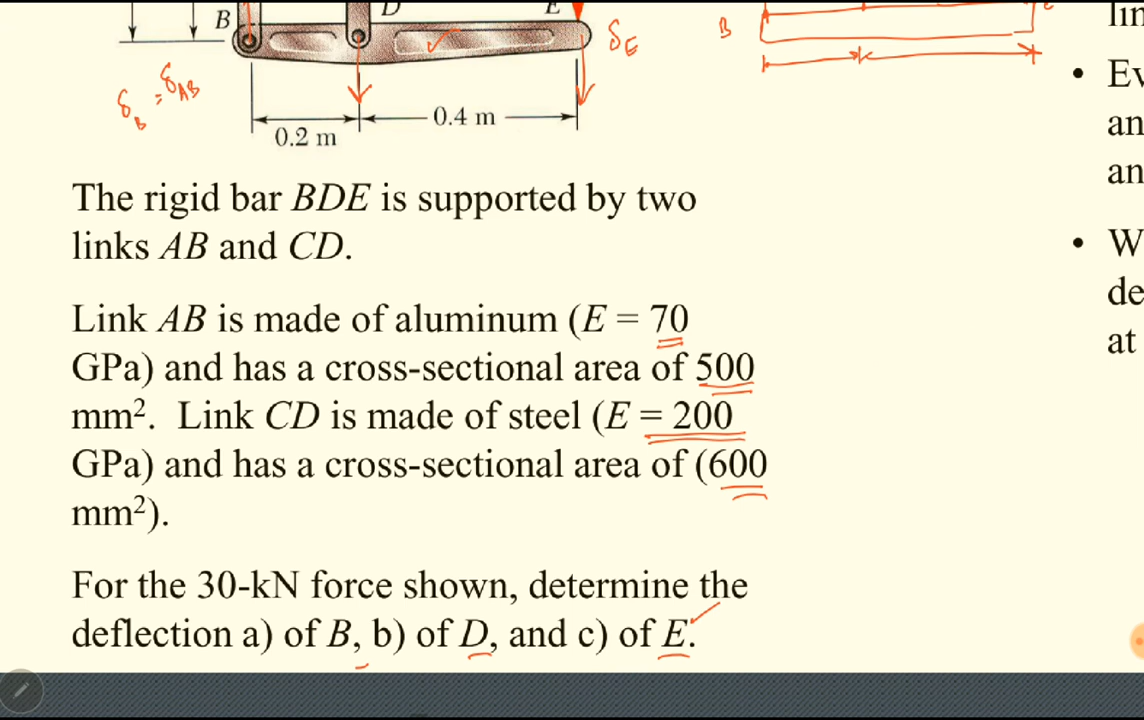 D
E
B
δE
B
lin
δB = δAB
• Ev
0.4 m
an
0.2 m
an
The rigid bar BDE is supported by two
links AB and CD.
• W
de
Link AB is made of aluminum (E = 70
at
GPa) and has a cross-sectional area of 500
mm². Link CD is made of steel (E = 200
GPa) and has a cross-sectional area of (600
mm²).
For the 30-kN force shown, determine the
deflection a) of B, b) of D, and c) of E.